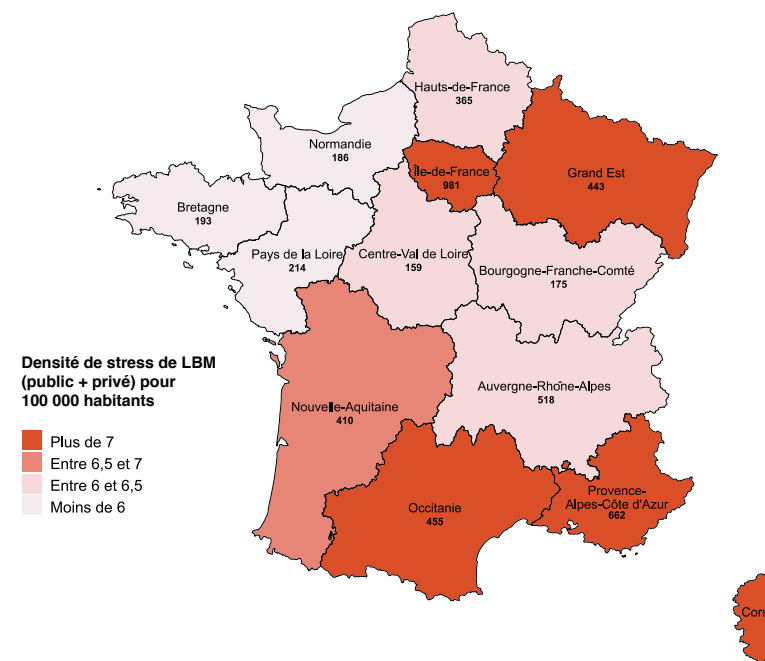 Hauts-de-France
365
Normandie
186
Île-de-France
981
Grand Est
443
Bretagne
193
Pays de la Loire
214
Centre-Val de Loire
159
Bourgogne-Franche-Comté
175
Densité de stress de LBM
(public + privé) pour
100 000 habitants
Plus de 7
Entre 6,5 et 7
Entre 6 et 6,5
Moins de 6
Auvergne-Rhône-Alpes
518
Nouvelle-Aquitaine
410
Occitanie
455
Provence-
Alpes-Côte d'Azur
662
Cors